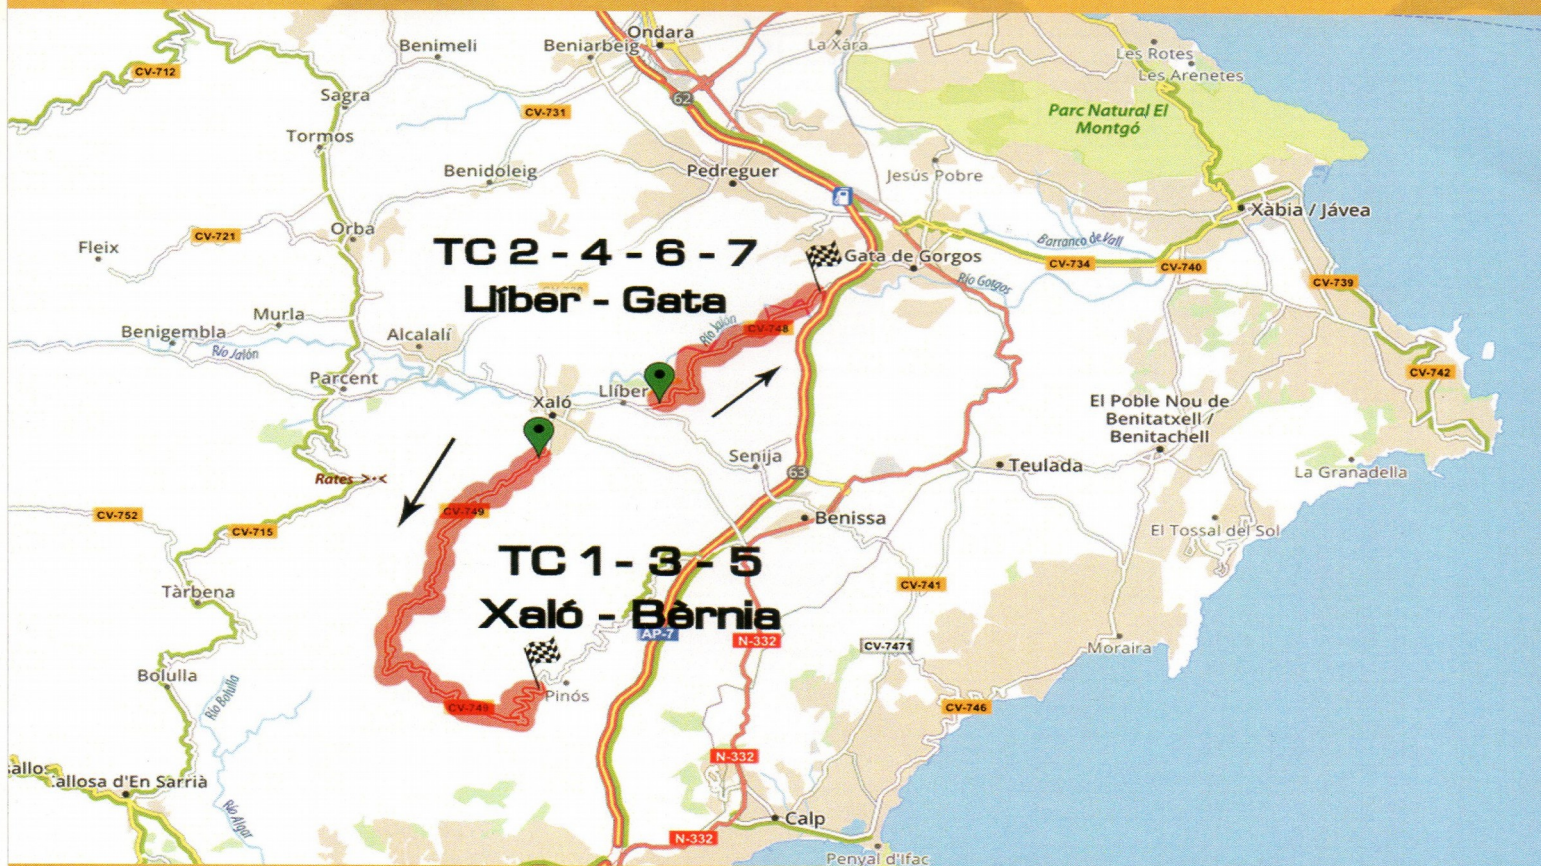 Ondara
Benimeli
Beniarbeig
La Xara
Les Rotes
Les Arenetes
CV-712
Sagra
62
CV-731
Parc Natural El
Montgó
Tormos
Benidoleig
Pedreguer
Jesús Pobre
Xàbia / Jávea
Orba
CV-721
Fleix
Barranco de Vall
TC 2 - 4 - 6 - 7
Llíber - Gata
Gata de Gorgos
CV-734
CV-740
Río Gorgos
CV-739
Murla
Benigembla
Alcalalí
Río Jalón
Río Jalón
CV-748
Parcent
Llíber
Xaló
CV-742
El Poble Nou de
Benitatxell /
Benitachell
Senija
63
Teulada
La Granadella
Rates
CV-749
CV-752
CV-715
Benissa
El Tossal del Sol
TC 1 - 3 - 5
Xaló - Bèrnia
CV-741
Tàrbena
AP-7
N-332
CV-7471
Moraira
Bolulla
Río Bolulla
Pinós
CV-749
CV-746
N-332
allosa d'En Sarrià
Río Algar
Calp
N-332
Penyal d'Ifac